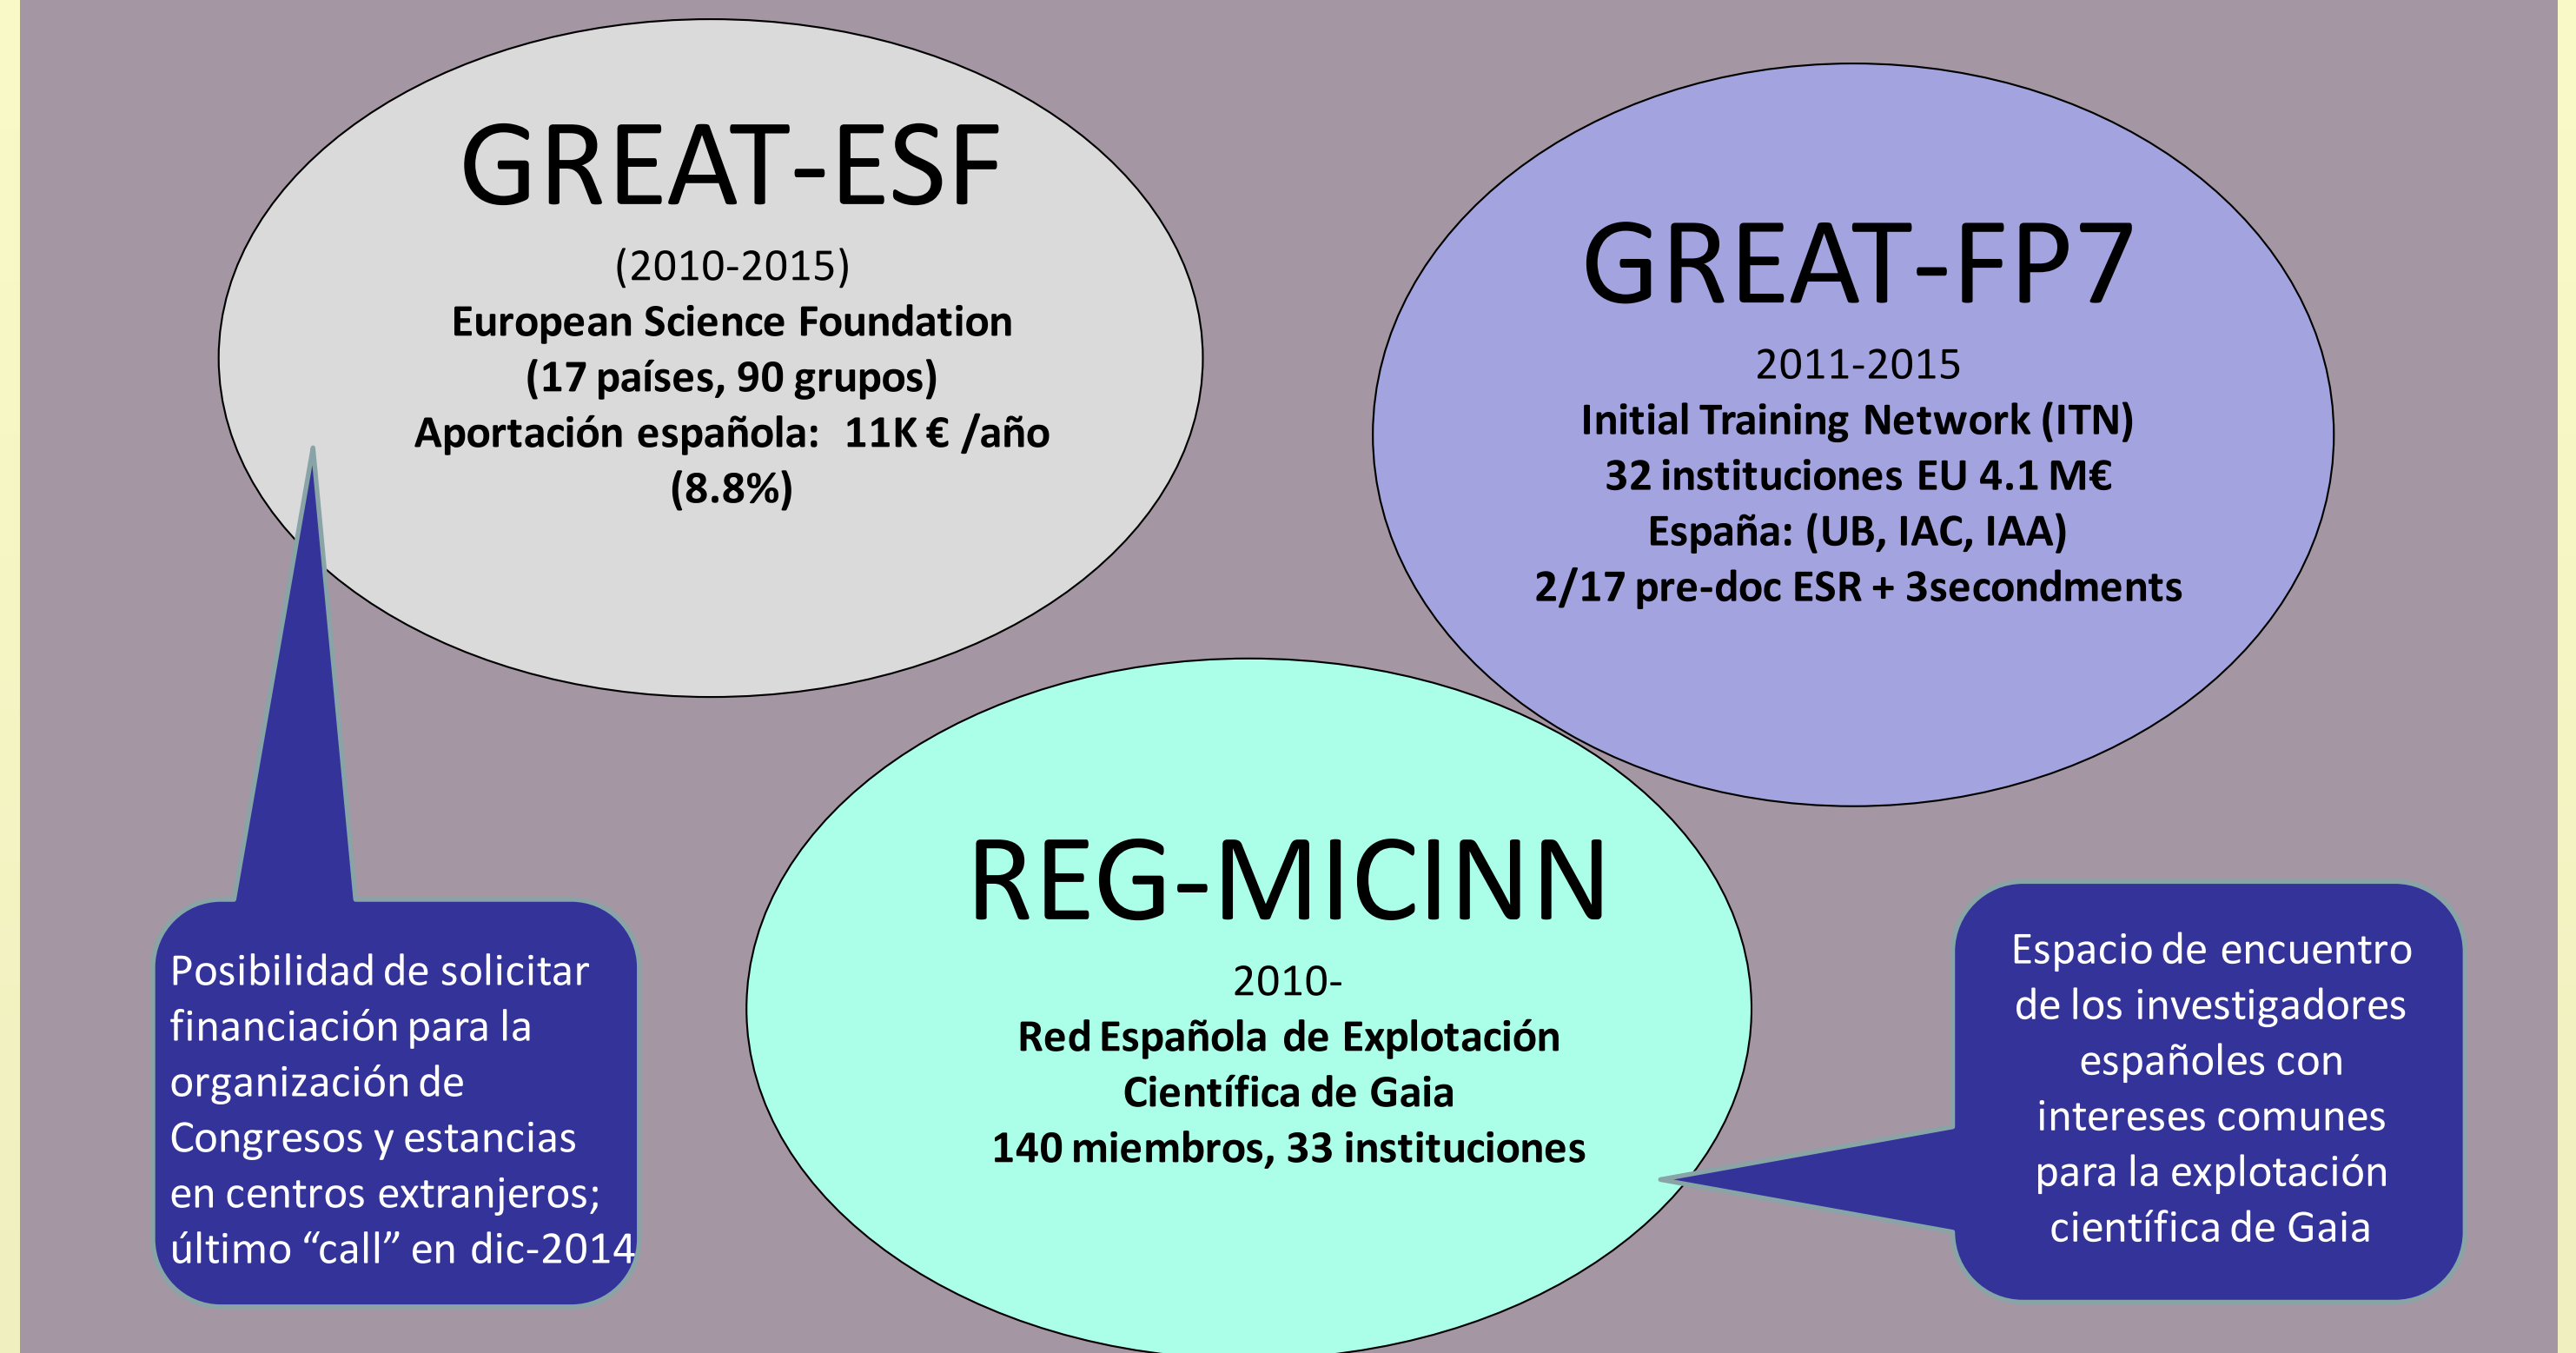 GREAT-ESF
(2010-2015)
European Science Foundation
(17 países, 90 grupos)
Aportación española: 11K € /año
(8.8%)
GREAT-FP7
2011-2015
Initial Training Network (ITN)
32 instituciones EU 4.1 M€
España: (UB, IAC, IAA)
2/17 pre-doc ESR + 3secondments
REG-MICINN
2010-
Red Española de Explotación
Científica de Gaia
140 miembros, 33 instituciones
Posibilidad de solicitar
financiación para la
organización de
Congresos y estancias
en centros extranjeros;
último “call” en dic-2014
Espacio de encuentro
de los investigadores
españoles con
intereses comunes
para la explotación
científica de Gaia